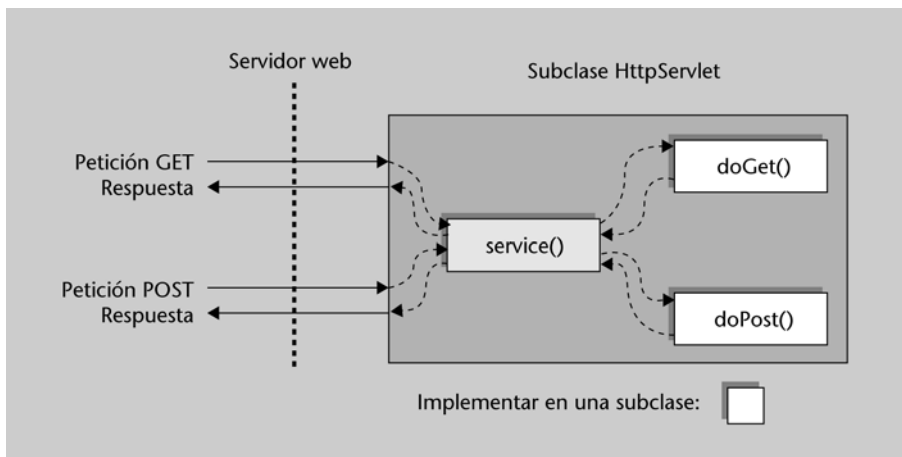 Servidor web
Subclase HttpServlet
Petición GET
Respuesta
doGet()
service()
Petición POST
Respuesta
doPost()
Implementar en una subclase: